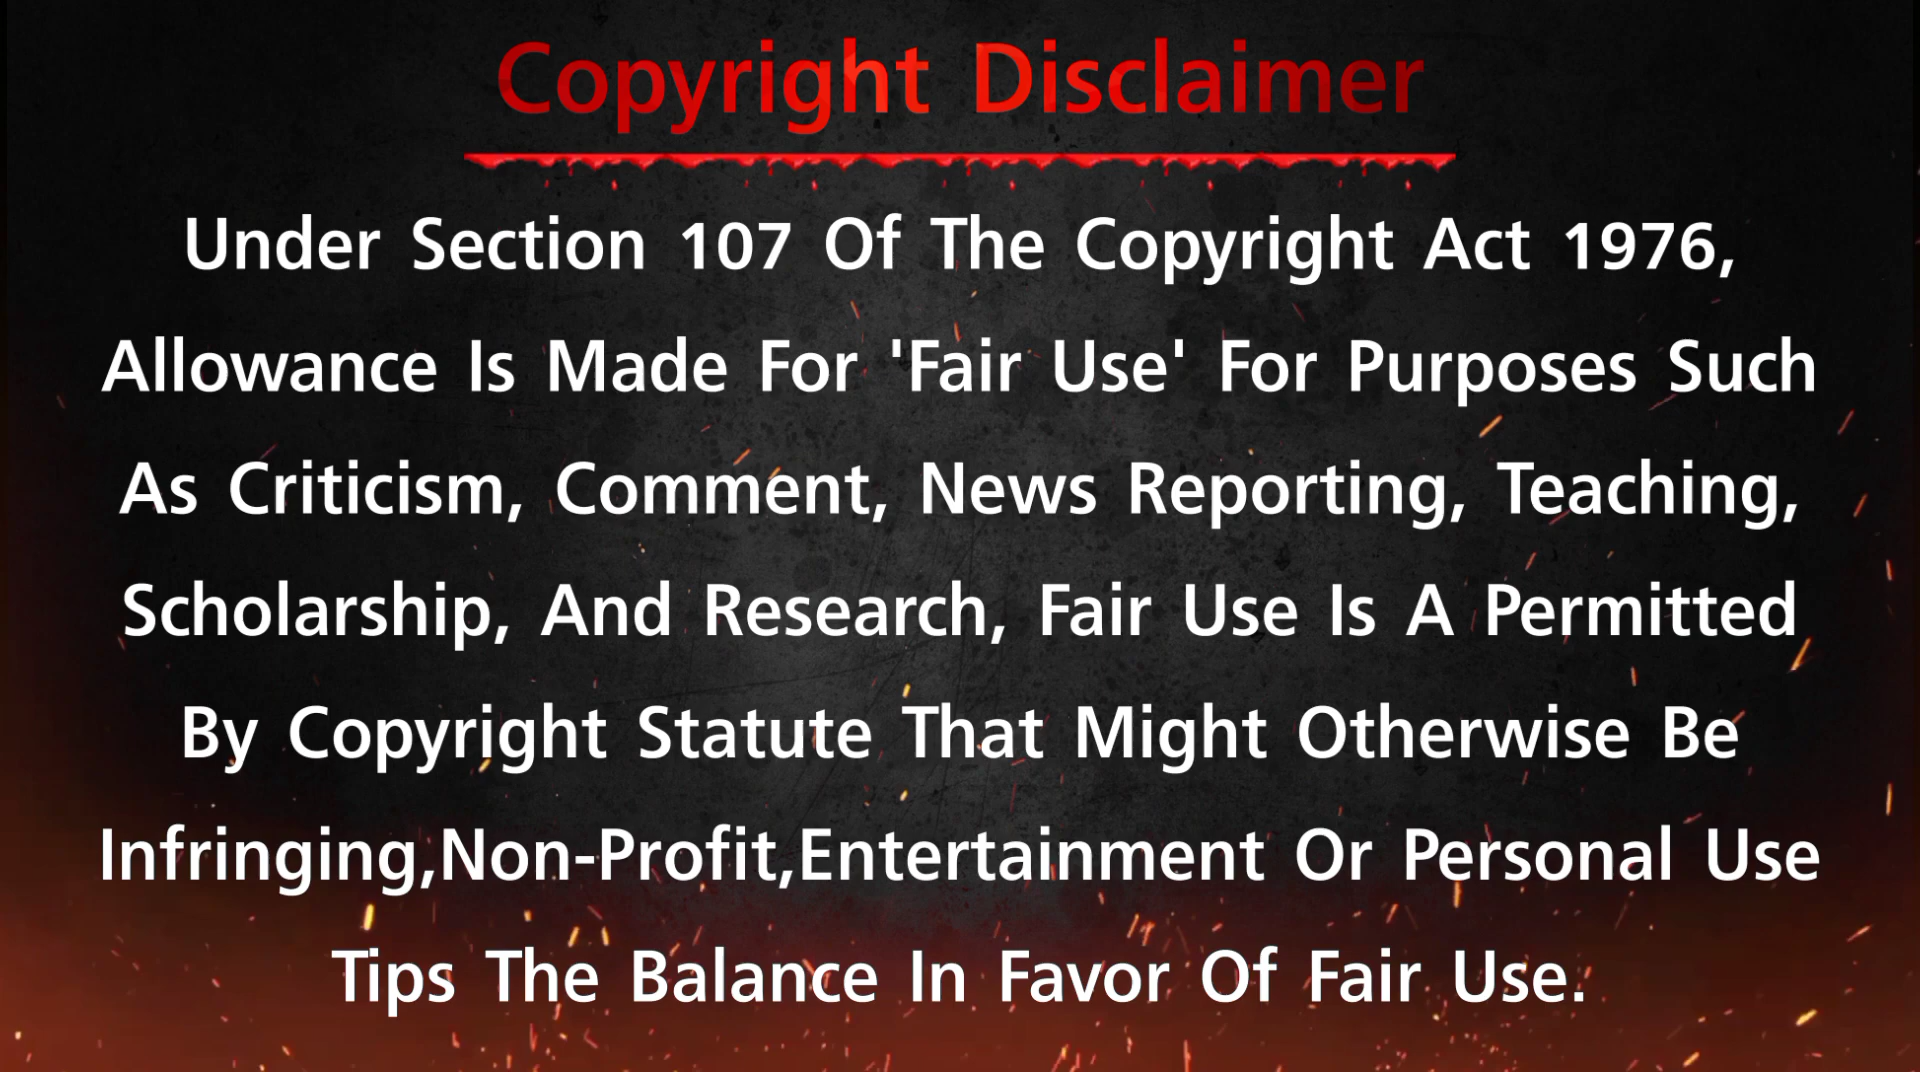 Copyright Disclaimer
Under Section 107 Of The Copyright Act 1976,
Allowance Is Made For 'Fair Use' For Purposes Such
As Criticism, Comment, News Reporting, Teaching,
Scholarship, And Research, Fair Use Is A Permitted
By Copyright Statute That Might Otherwise Be
Infringing,Non-Profit,Entertainment Or Personal Use
Tips The Balance In Favor Of Fair Use.